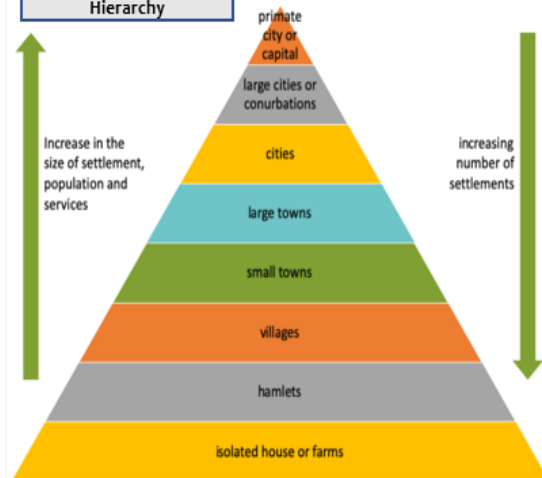 Hierarchy
primate
city or
capital
large cities or
conurbations
Increase in the
size of settlement,
population and
services
cities
increasing
number of
settlements
large towns
small towns
villages
hamlets
isolated house or farms